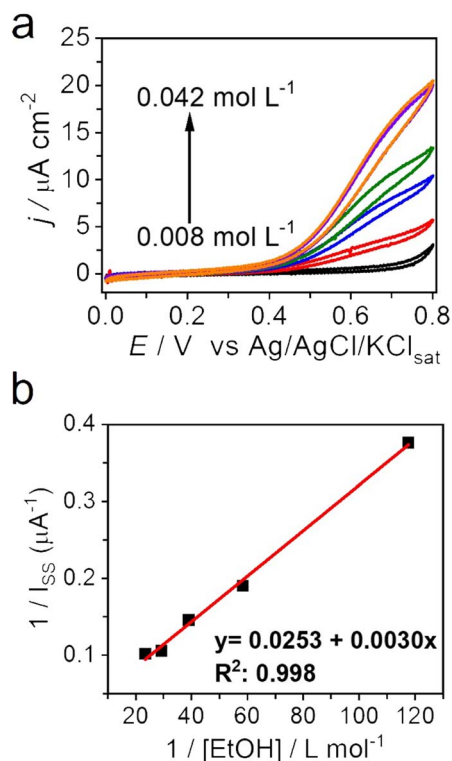 a
25
20
15
10
5
0
j / µA cm⁻²
0.042 mol L⁻¹
0.008 mol L⁻¹
0.0 0.2 0.4 0.6 0.8
E / V vs Ag/AgCl/KClsat
b
0.4
0.3
0.2
0.1
1 / ISS (µA⁻¹)
y= 0.0253 + 0.0030x
R²: 0.998
20 40 60 80 100 120
1 / [EtOH] / L mol⁻¹